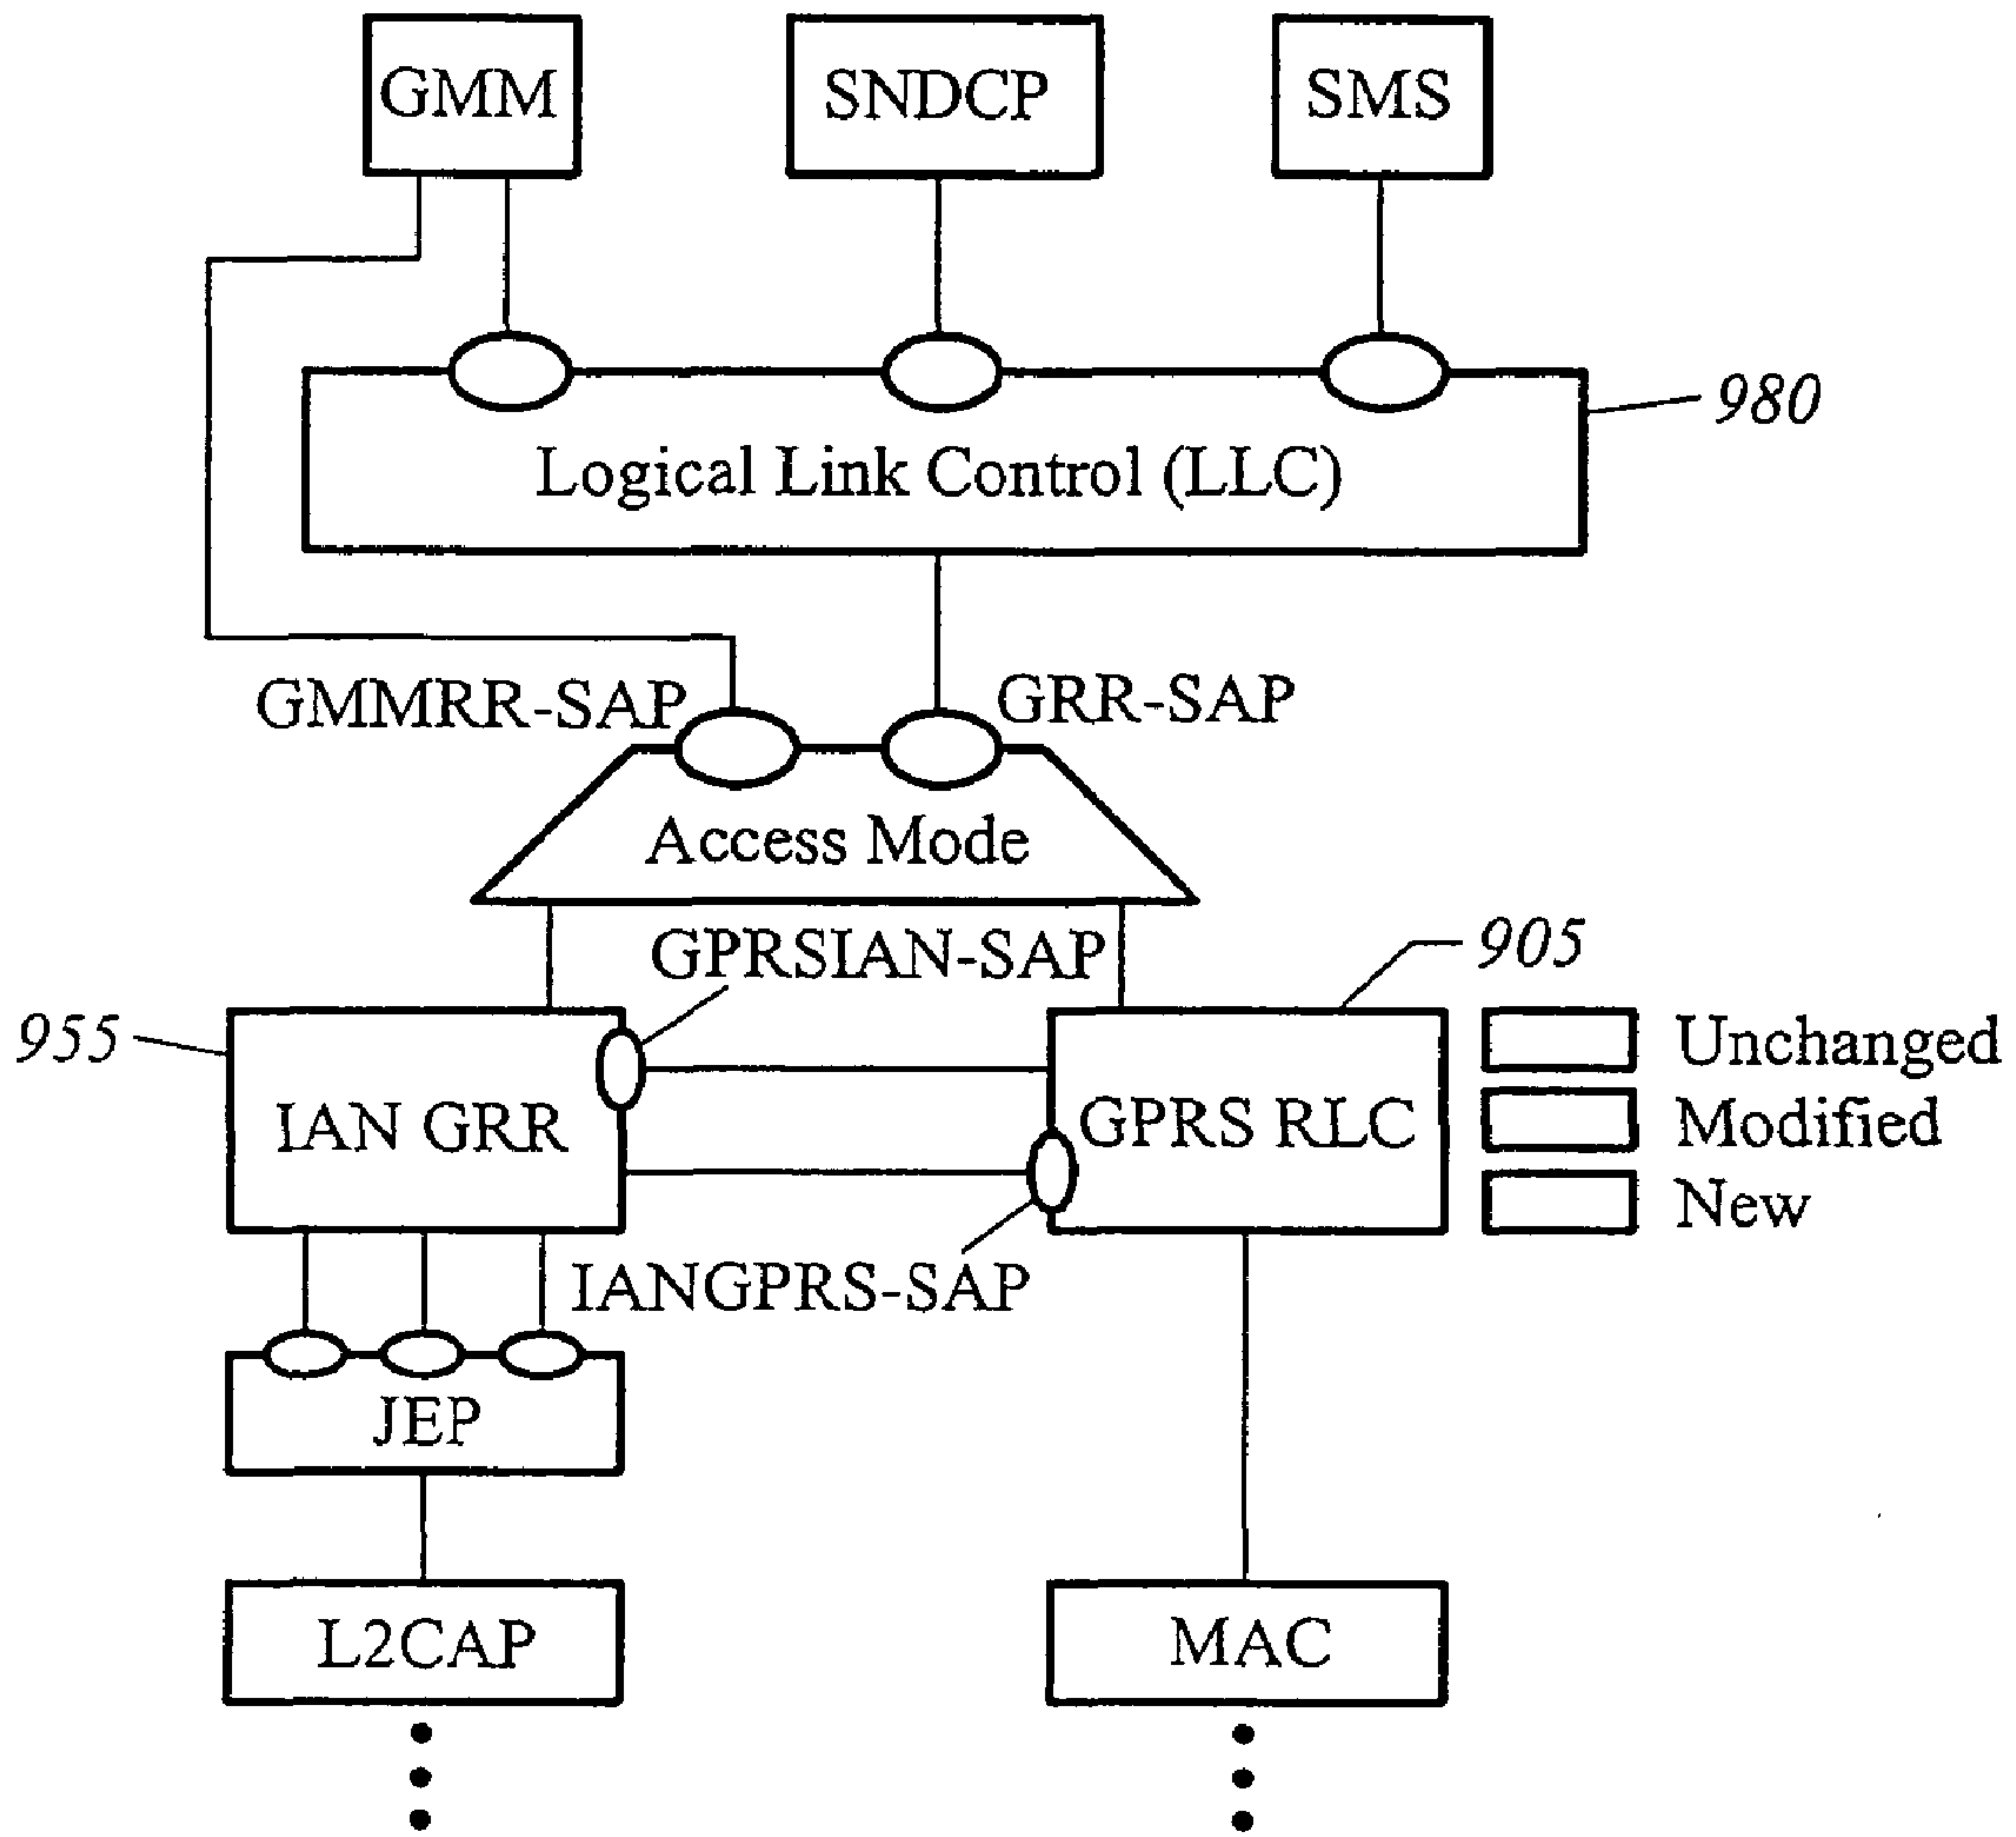 GMM
SNDCP
SMS
980
Logical Link Control (LLC)
GMMRR-SAP
GRR-SAP
Access Mode
GPRSIAN-SAP
905
955
IAN GRR
GPRS RLC
Unchanged
Modified
New
IANGPRS-SAP
JEP
L2CAP
MAC